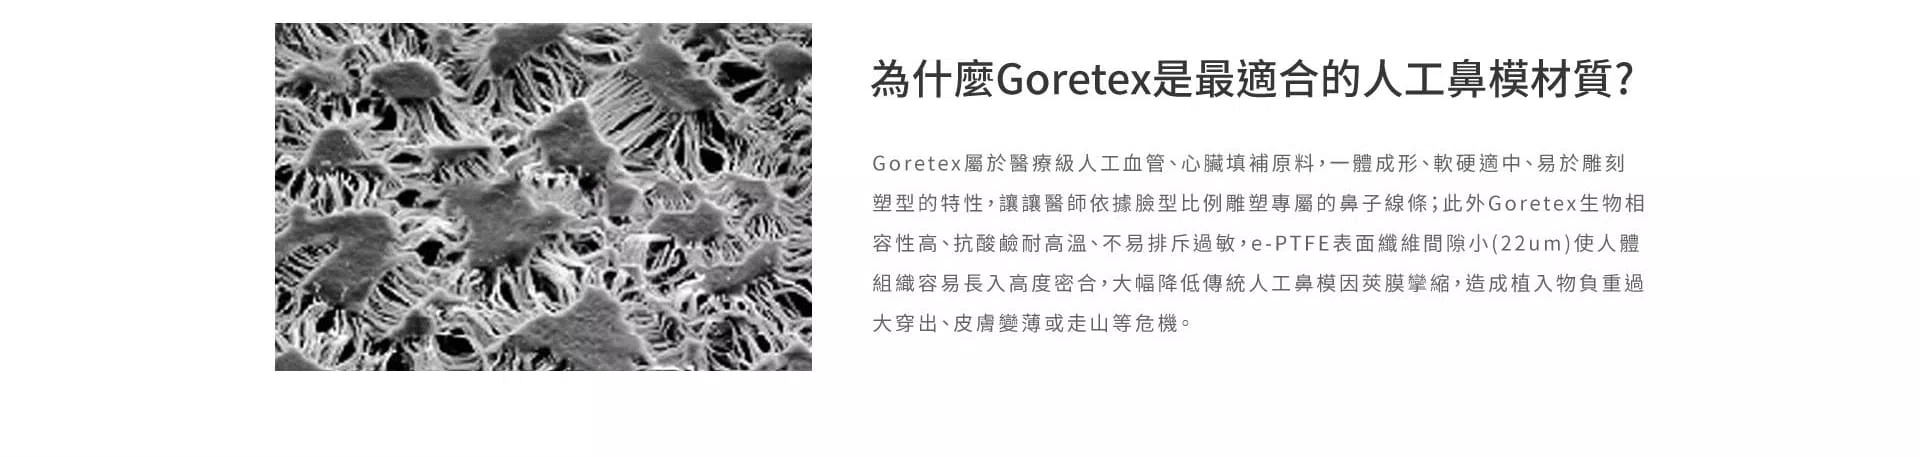 為什麼Goretex是最適合的人工鼻模材質?
Goretex屬於醫療級人工血管、心臟填補原料,一體成形、軟硬適中、易於雕刻
塑型的特性,讓讓醫師依據臉型比例雕塑專屬的鼻子線條;此外Goretex生物相
容性高、抗酸鹼耐高溫、不易排斥過敏,e-PTFE表面纖維間隙小(22um)使人體
組織容易長入高度密合,大幅降低傳統人工鼻模因莢膜攣縮,造成植入物負重過
大穿出、皮膚變薄或走山等危機。